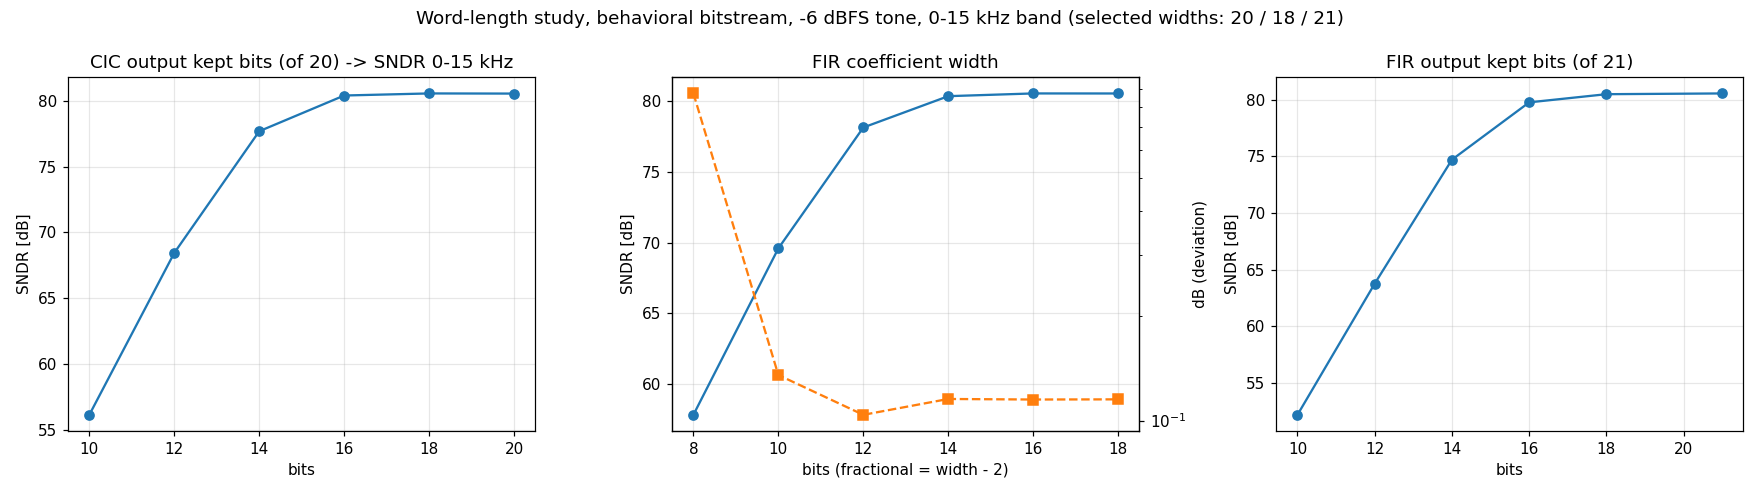 Word-length study, behavioral bitstream, -6 dBFS tone, 0-15 kHz band (selected widths: 20 / 18 / 21)
CIC output kept bits (of 20) -> SNDR 0-15 kHz
SNDR [dB]
80
75
70
65
60
55
10 12 14 16 18 20
bits
FIR coefficient width
SNDR [dB]
80
75
70
65
60
8 10 12 14 16 18
bits (fractional = width - 2)
10⁻¹
dB (deviation)
FIR output kept bits (of 21)
SNDR [dB]
80
75
70
65
60
55
10 12 14 16 18 20
bits